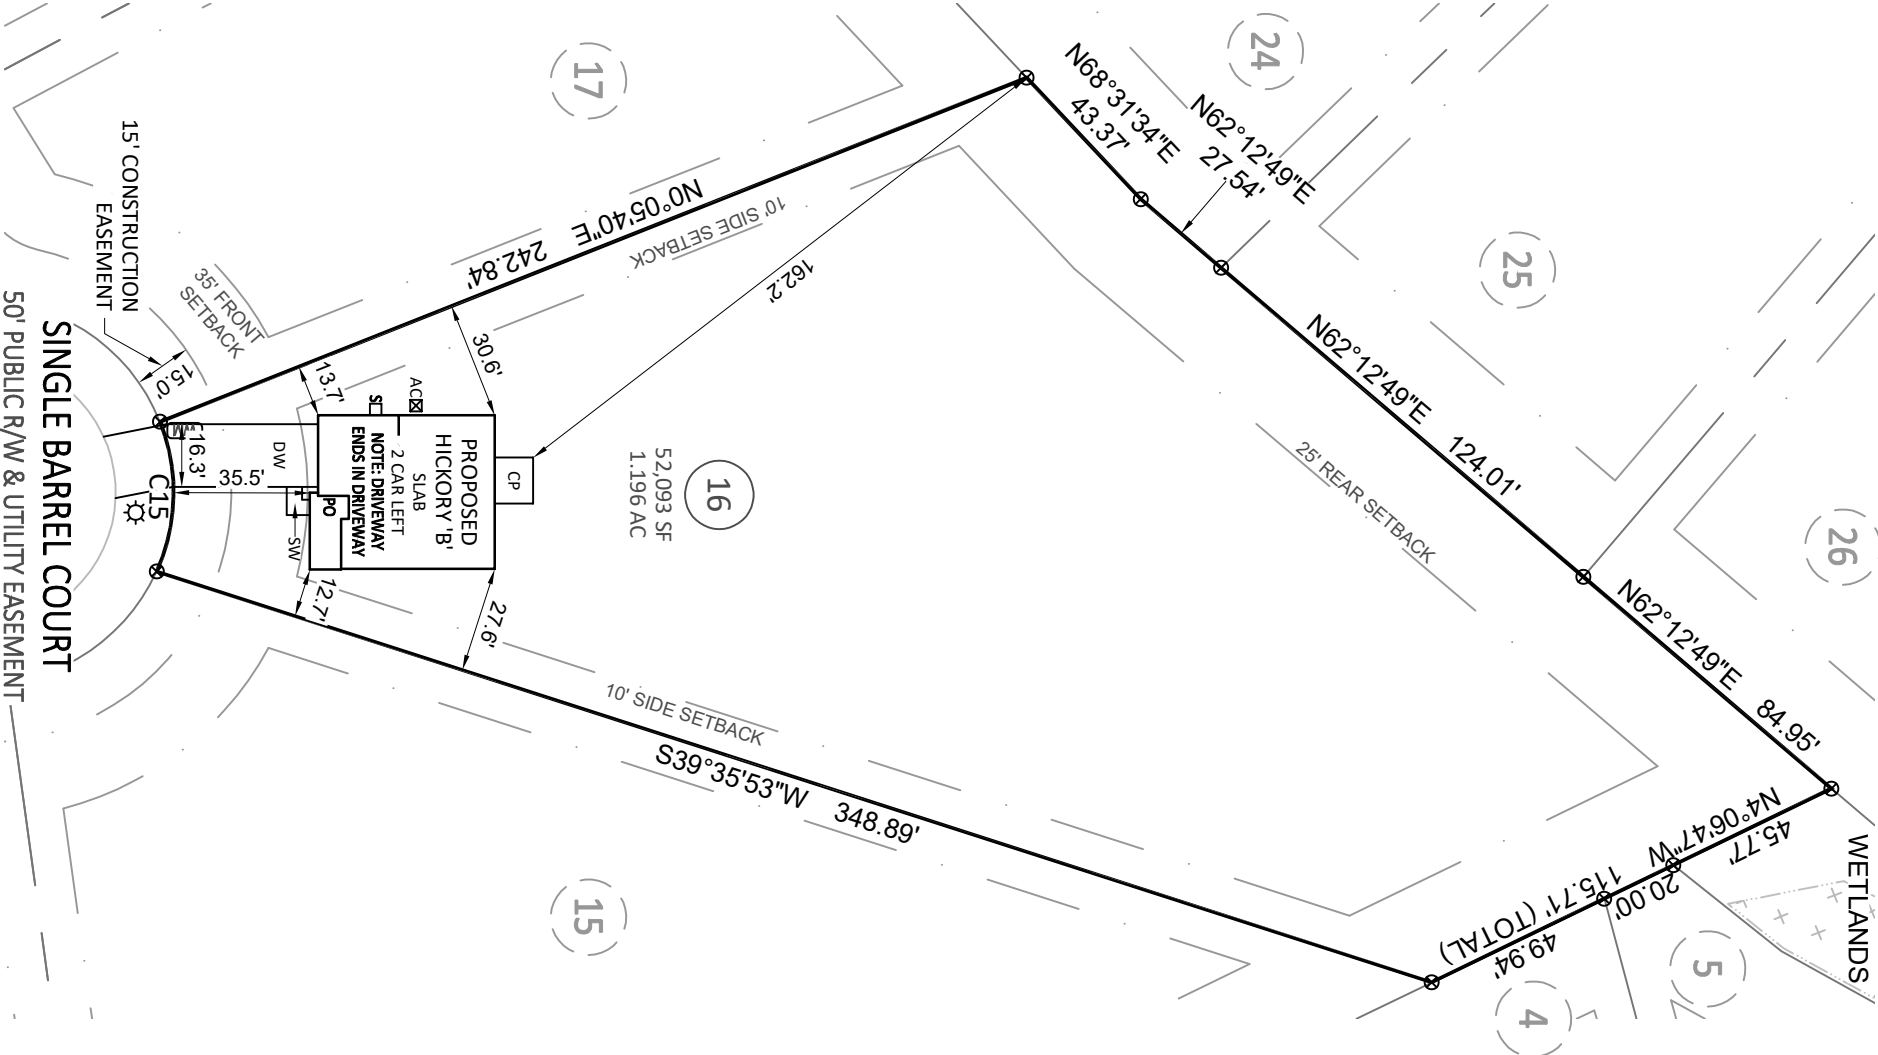 24
17
N68°31'34"E
43.37'
N62°12'49"E
27.54'
25
15' CONSTRUCTION
EASEMENT
N0°05'40"E 242.84'
10' SIDE SETBACK
162.2'
35' FRONT
SETBACK
15.0'
30.6'
13.7'
N62°12'49"E 124.01'
25' REAR SETBACK
26
SINGLE BARREL COURT
50' PUBLIC R/W & UTILITY EASEMENT
AC
S
W
16.3'
DW
35.5'
C15
PROPOSED
HICKORY 'B'
SLAB
2 CAR LEFT
NOTE: DRIVEWAY
ENDS IN DRIVEWAY
PO
CP
SW
16
52,093 SF
1.196 AC
12.7'
27.6'
N62°12'49"E 84.95'
10' SIDE SETBACK
S39°35'53"W 348.89'
N4°06'47"W
115.71' (TOTAL)
45.77'
20.00'
49.94'
WETLANDS
15
5
4